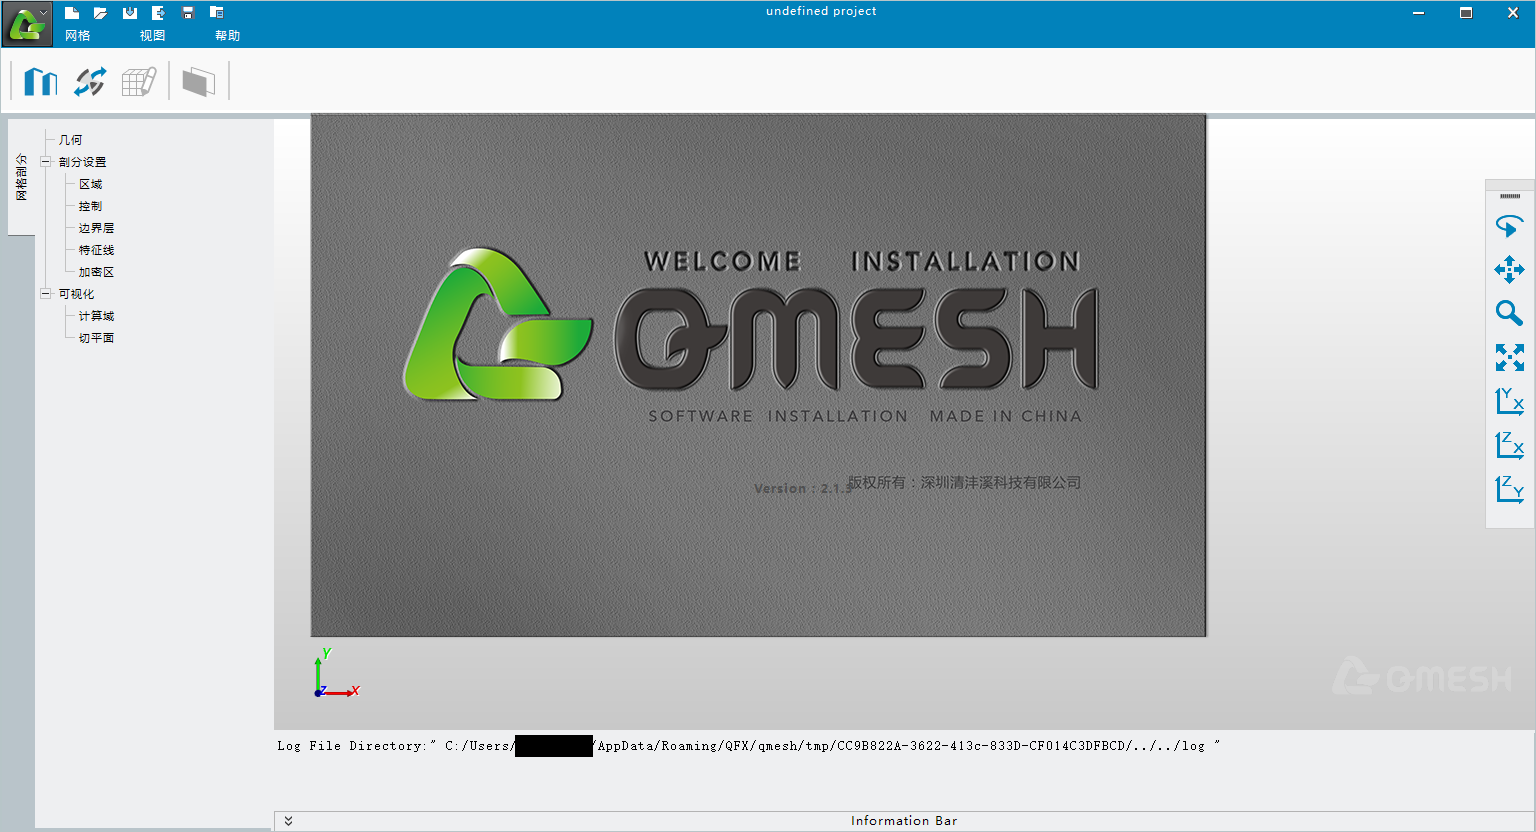 undefined project
网格 视图 帮助
网格剖分
几何
剖分设置
区域
控制
边界层
特征线
加密区
可视化
计算域
切平面
WELCOME INSTALLATION
QMESH
SOFTWARE INSTALLATION MADE IN CHINA
Version : 2.1.3
版权所有：深圳清沣溪科技有限公司
Y
X
Z
X
Z
Y
Y
Z X
QMESH
Log File Directory:" C:/Users/ /AppData/Roaming/QFX/qmesh/tmp/CC9B822A-3622-413c-833D-CF014C3DFBCD/../../log "
Information Bar